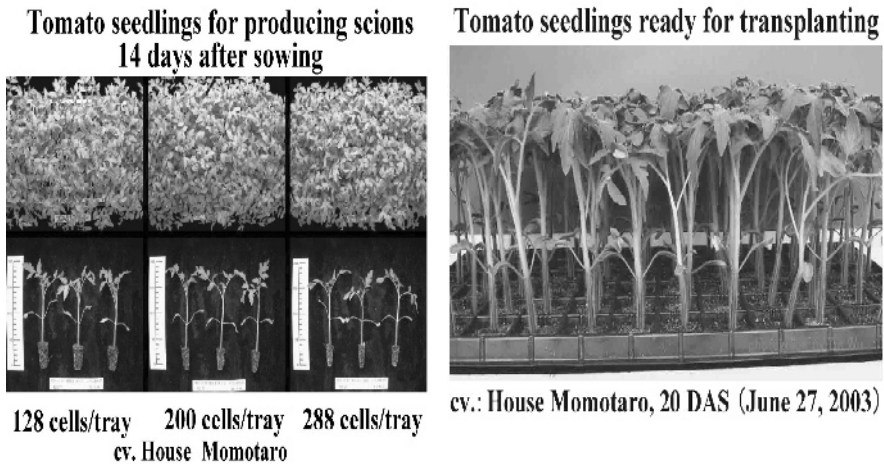 Tomato seedlings for producing scions
14 days after sowing
128 cells/tray 200 cells/tray 288 cells/tray
cv. House Momotaro
Tomato seedlings ready for transplanting
cv.: House Momotaro, 20 DAS (June 27, 2003)